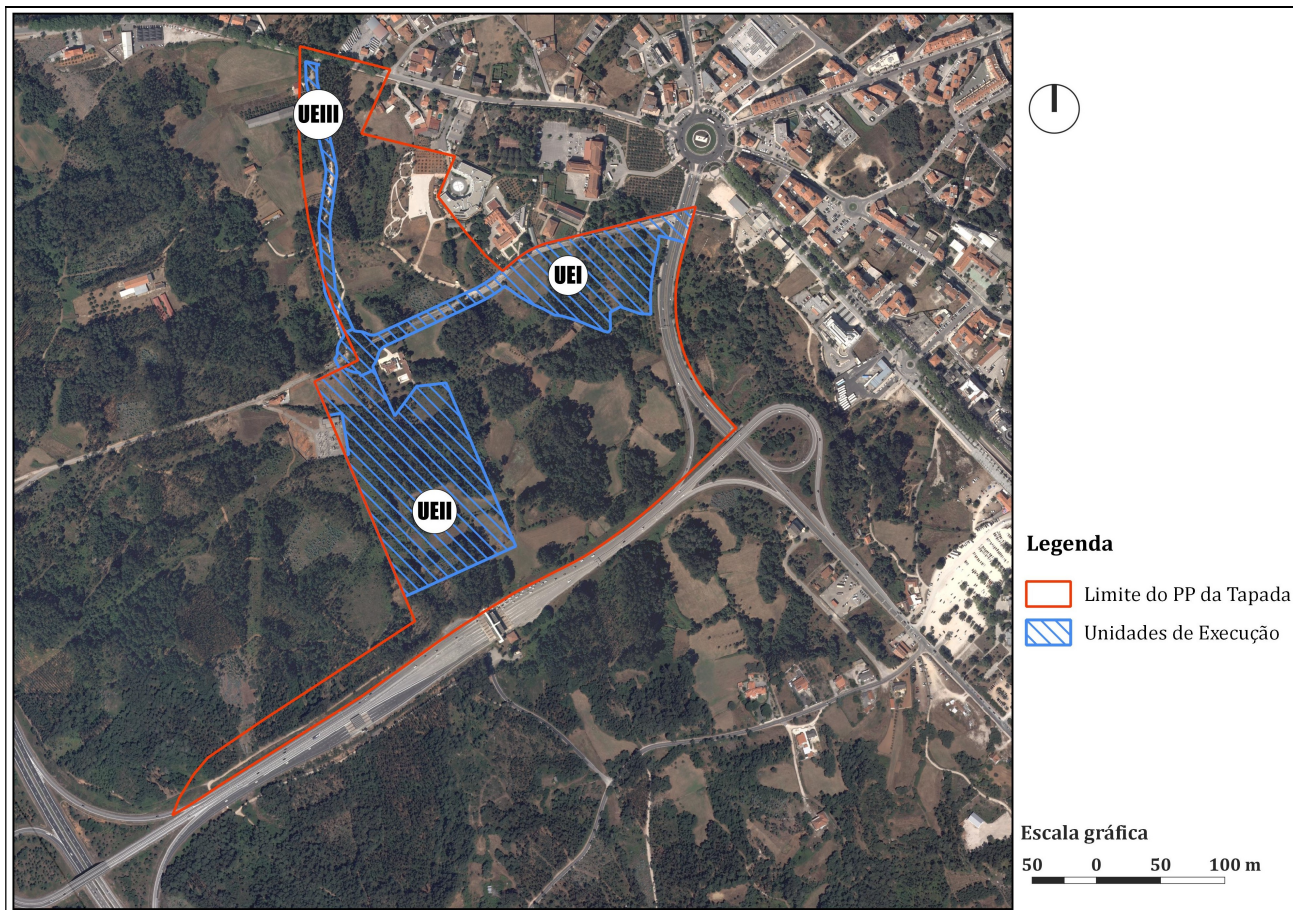 UEIII
UEI
UEII
Legenda
Limite do PP da Tapada
Unidades de Execução
Escala gráfica
50 0 50 100 m